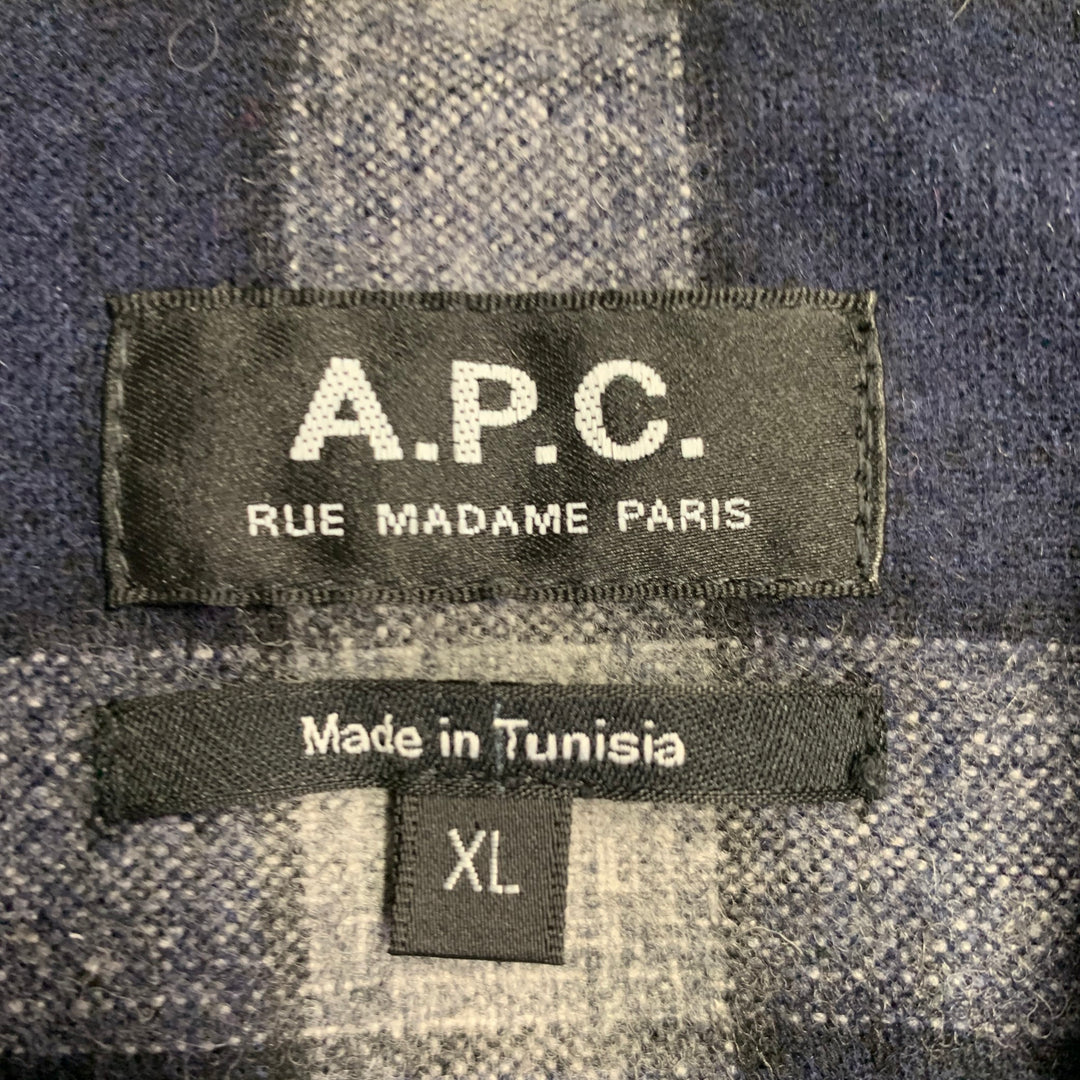 A.P.C.
RUE MADAME PARIS
Made in Tunisia
XL